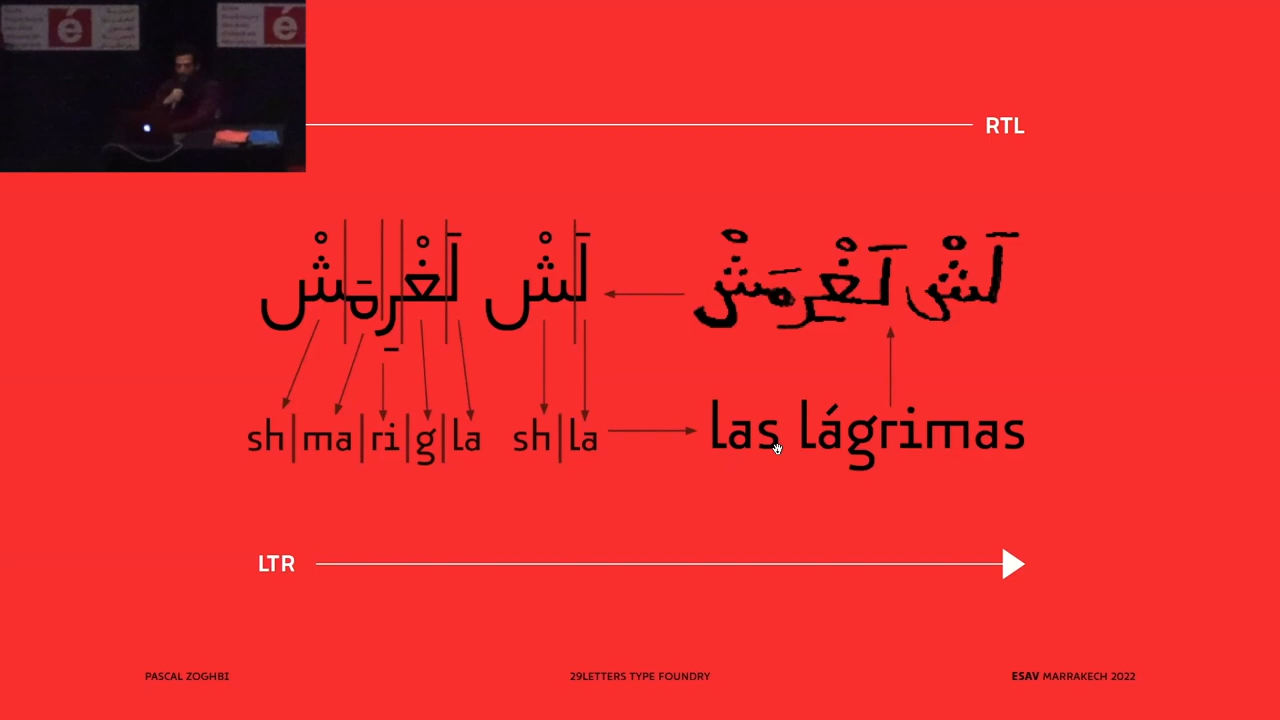 é
é
RTL
لَشْ لَغْرِمَشْ
لَشْ لَغْرِمَشْ
sh|ma|ri|g|la sh|la
las lágrimas
LTR
PASCAL ZOGHBI
29LETTERS TYPE FOUNDRY
ESAV MARRAKECH 2022